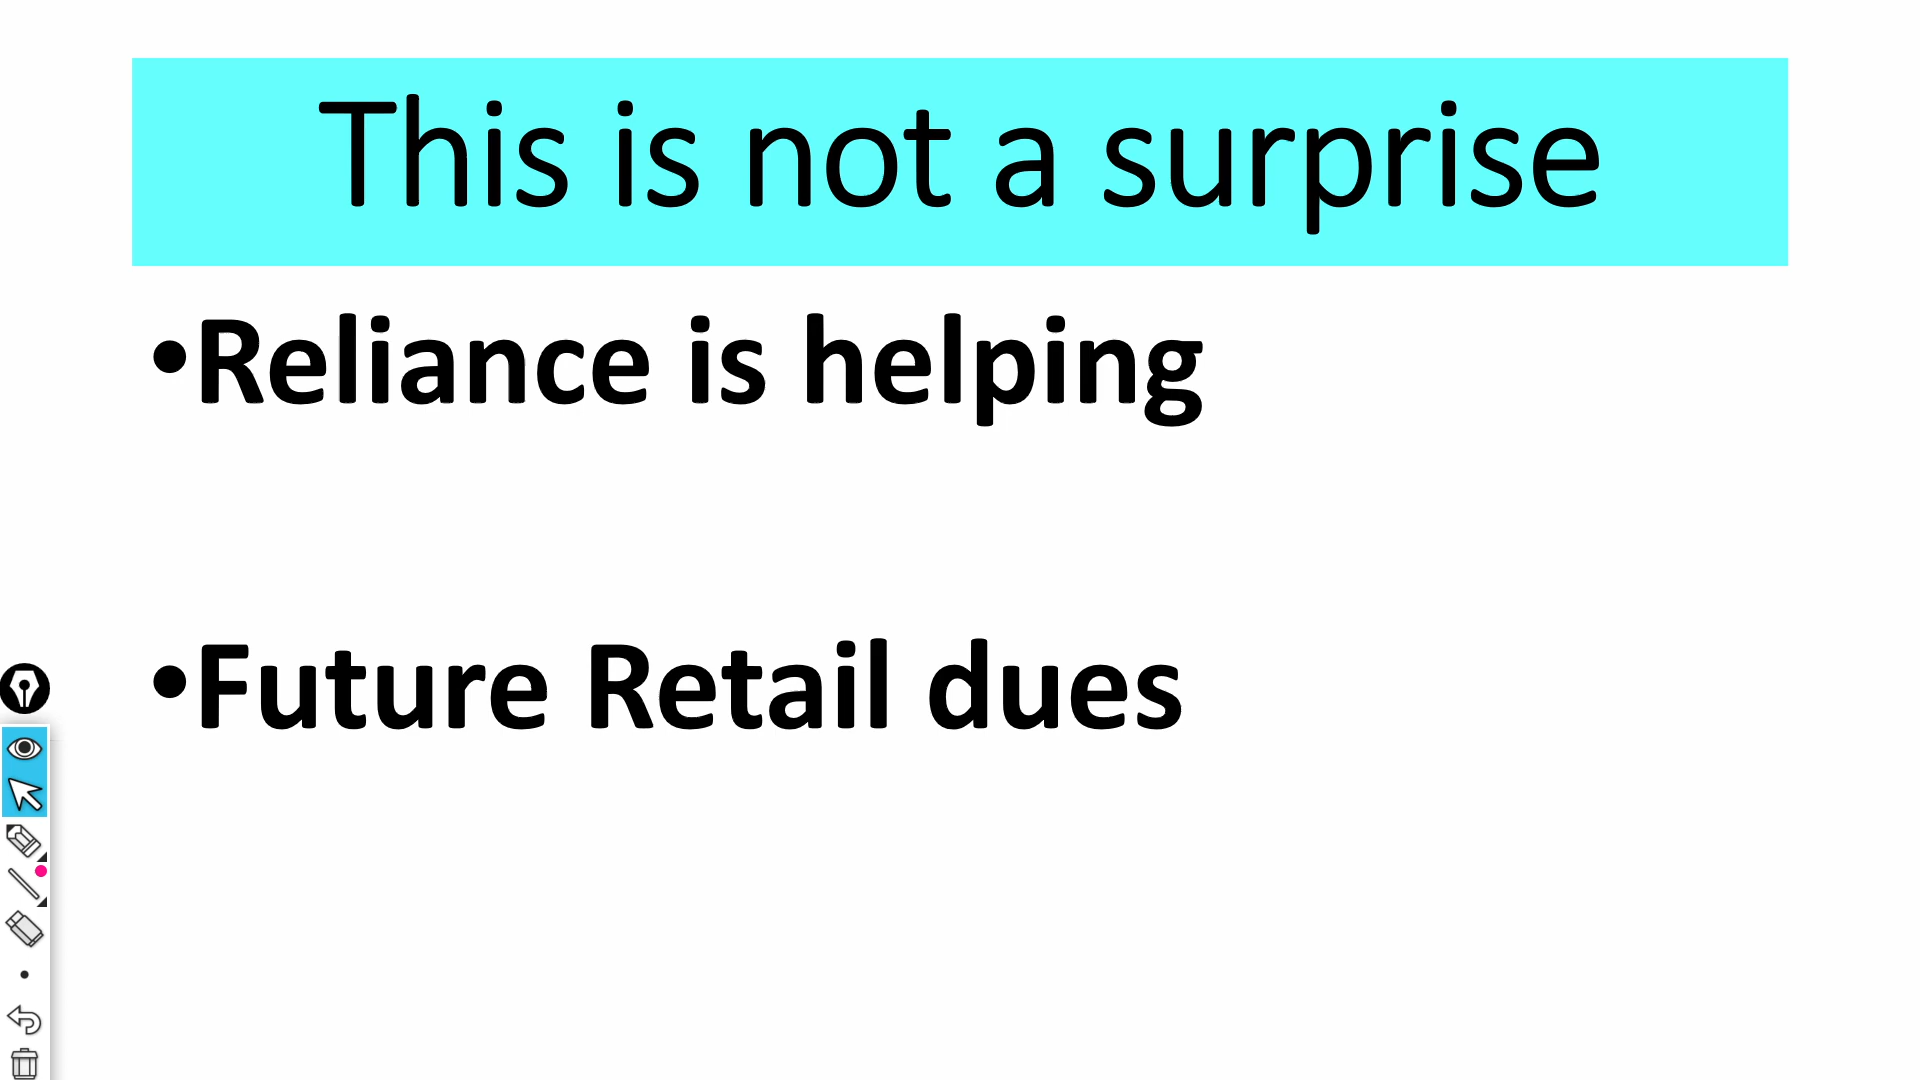 This is not a surprise
•Reliance is helping
•Future Retail dues